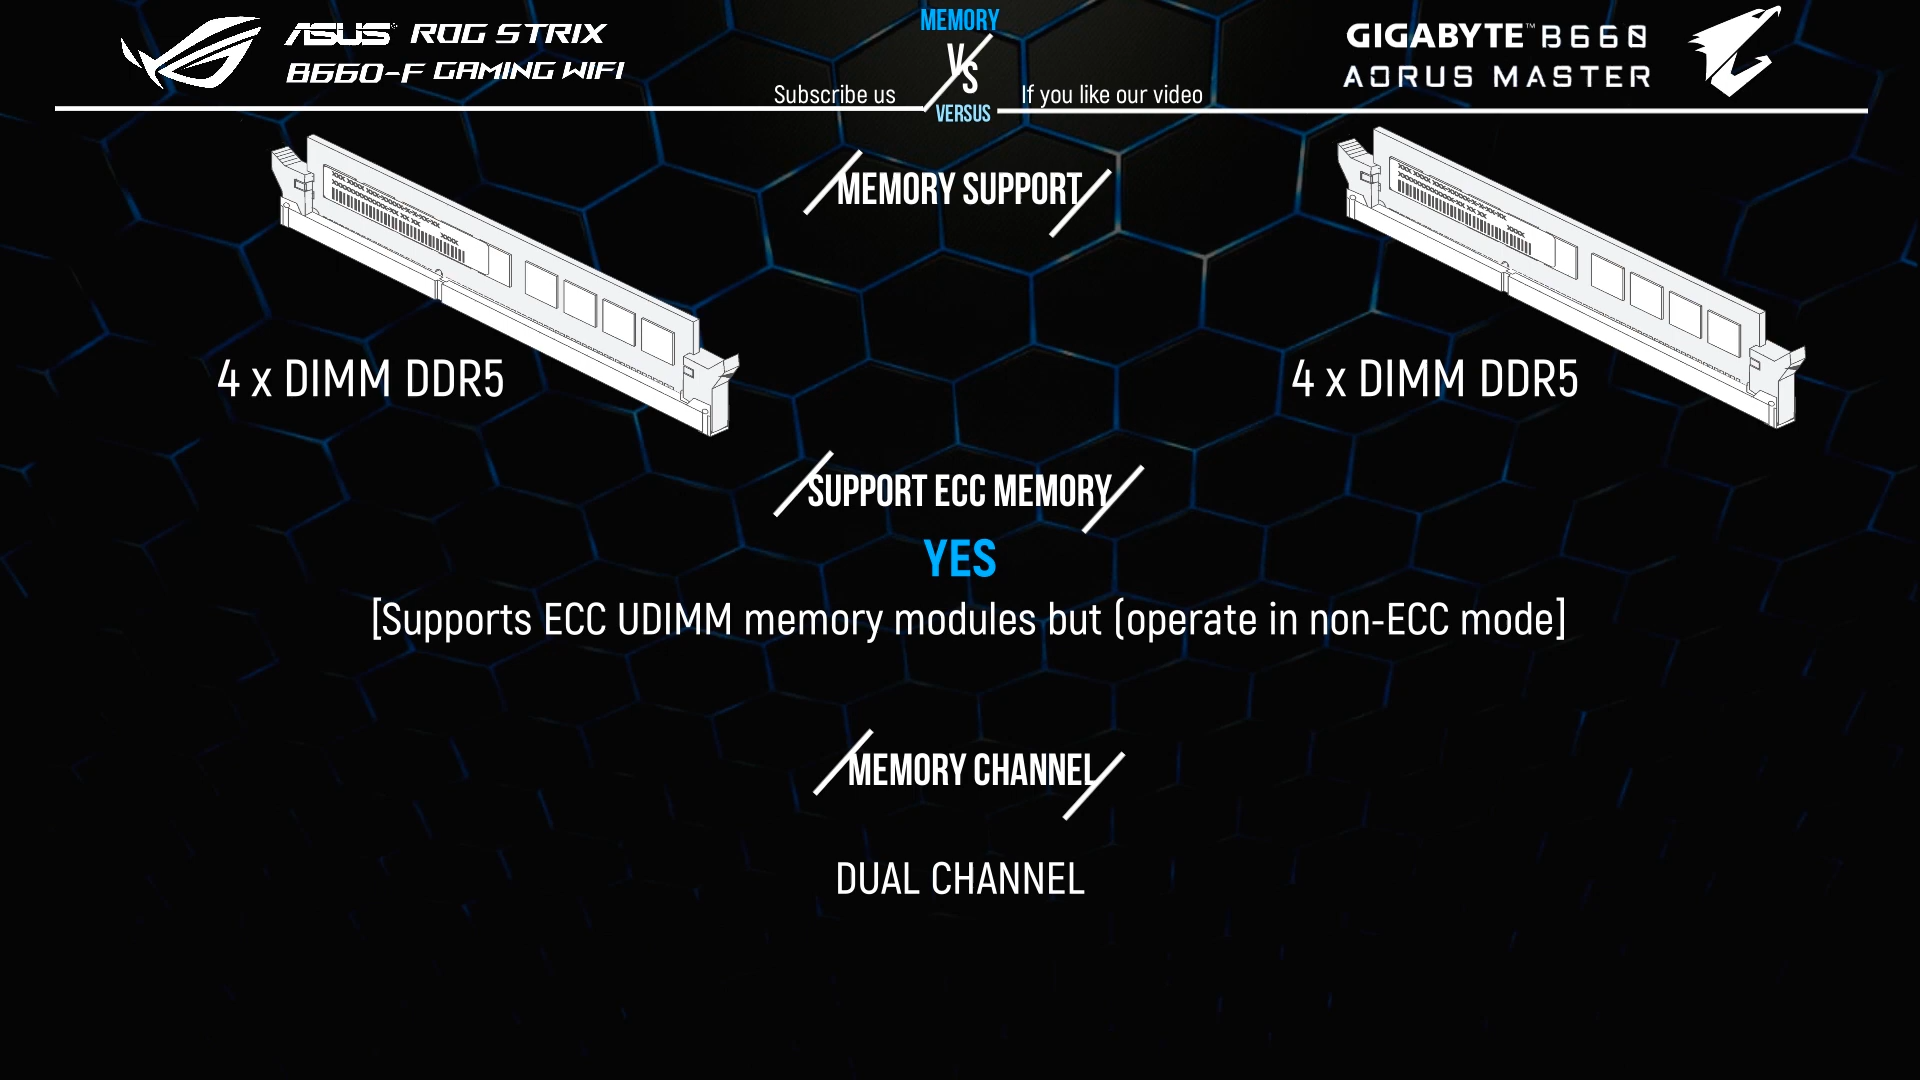 ASUS ROG STRIX
B660-F GAMING WIFI
MEMORY
VS
VERSUS
Subscribe us
If you like our video
GIGABYTE™ B660
AORUS MASTER
MEMORY SUPPORT
4 x DIMM DDR5
4 x DIMM DDR5
SUPPORT ECC MEMORY
YES
[Supports ECC UDIMM memory modules but (operate in non-ECC mode]
MEMORY CHANNEL
DUAL CHANNEL